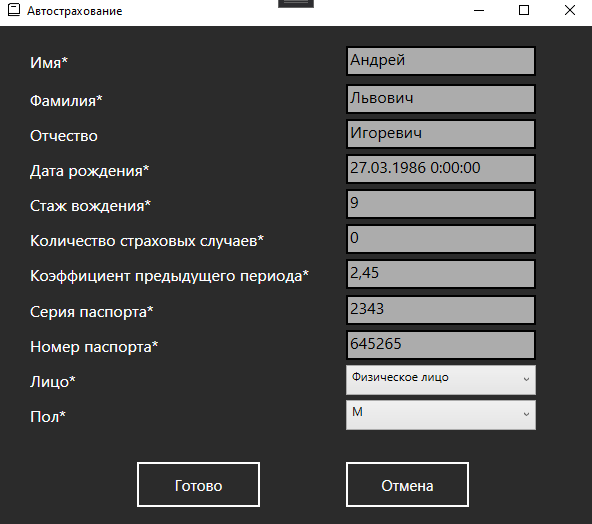 Автострахование
Имя* Андрей
Фамилия* Львович
Отчество Игоревич
Дата рождения* 27.03.1986 0:00:00
Стаж вождения* 9
Количество страховых случаев* 0
Коэффициент предыдущего периода* 2,45
Серия паспорта* 2343
Номер паспорта* 645265
Лицо* Физическое лицо
Пол* М
Готово Отмена